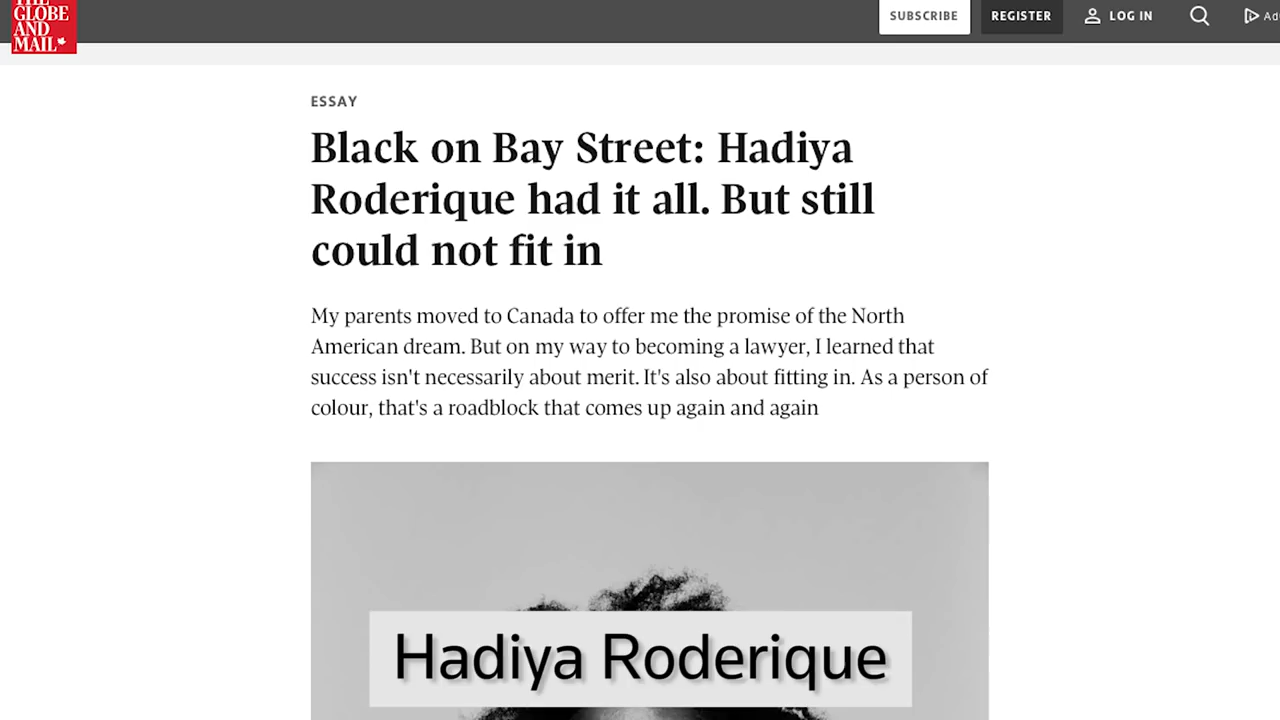 THE
GLOBE
AND
MAIL
SUBSCRIBE
REGISTER
LOG IN
Ad
ESSAY
Black on Bay Street: Hadiya
Roderique had it all. But still
could not fit in
My parents moved to Canada to offer me the promise of the North
American dream. But on my way to becoming a lawyer, I learned that
success isn't necessarily about merit. It's also about fitting in. As a person of
colour, that's a roadblock that comes up again and again
Hadiya Roderique